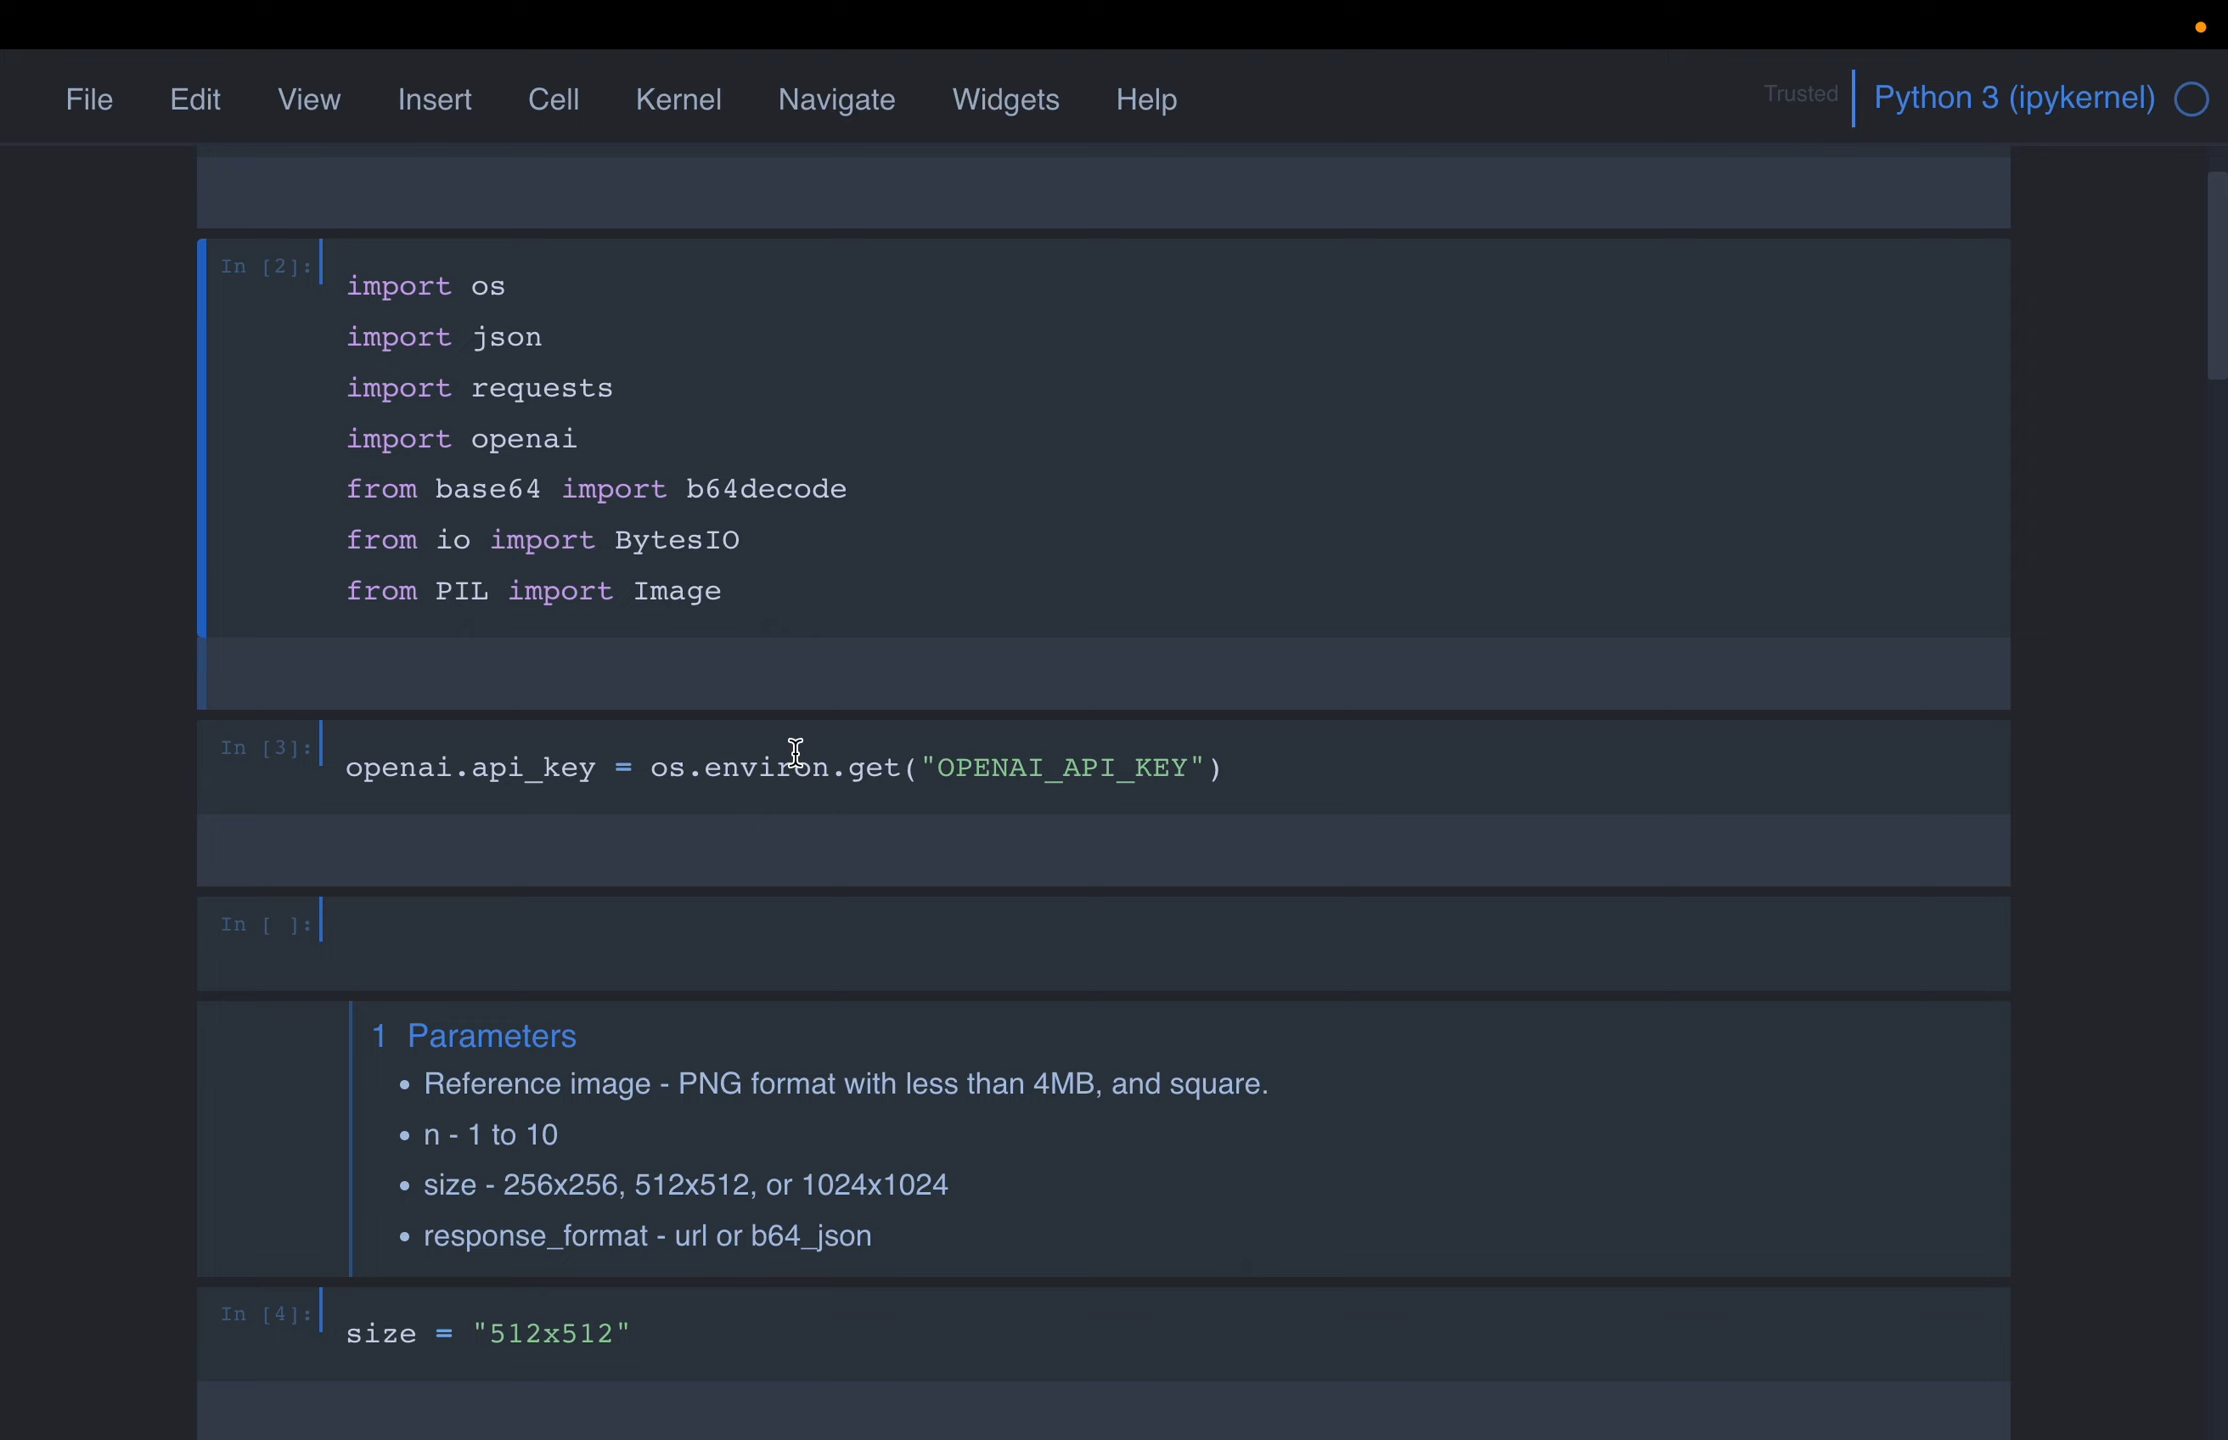 File Edit View Insert Cell Kernel Navigate Widgets Help Trusted Python 3 (ipykernel)
In [2]:
import os
import json
import requests
import openai
from base64 import b64decode
from io import BytesIO
from PIL import Image
In [3]:
openai.api_key = os.environ.get("OPENAI_API_KEY")
In [ ]:
1 Parameters
• Reference image - PNG format with less than 4MB, and square.
• n - 1 to 10
• size - 256x256, 512x512, or 1024x1024
• response_format - url or b64_json
In [4]:
size = "512x512"